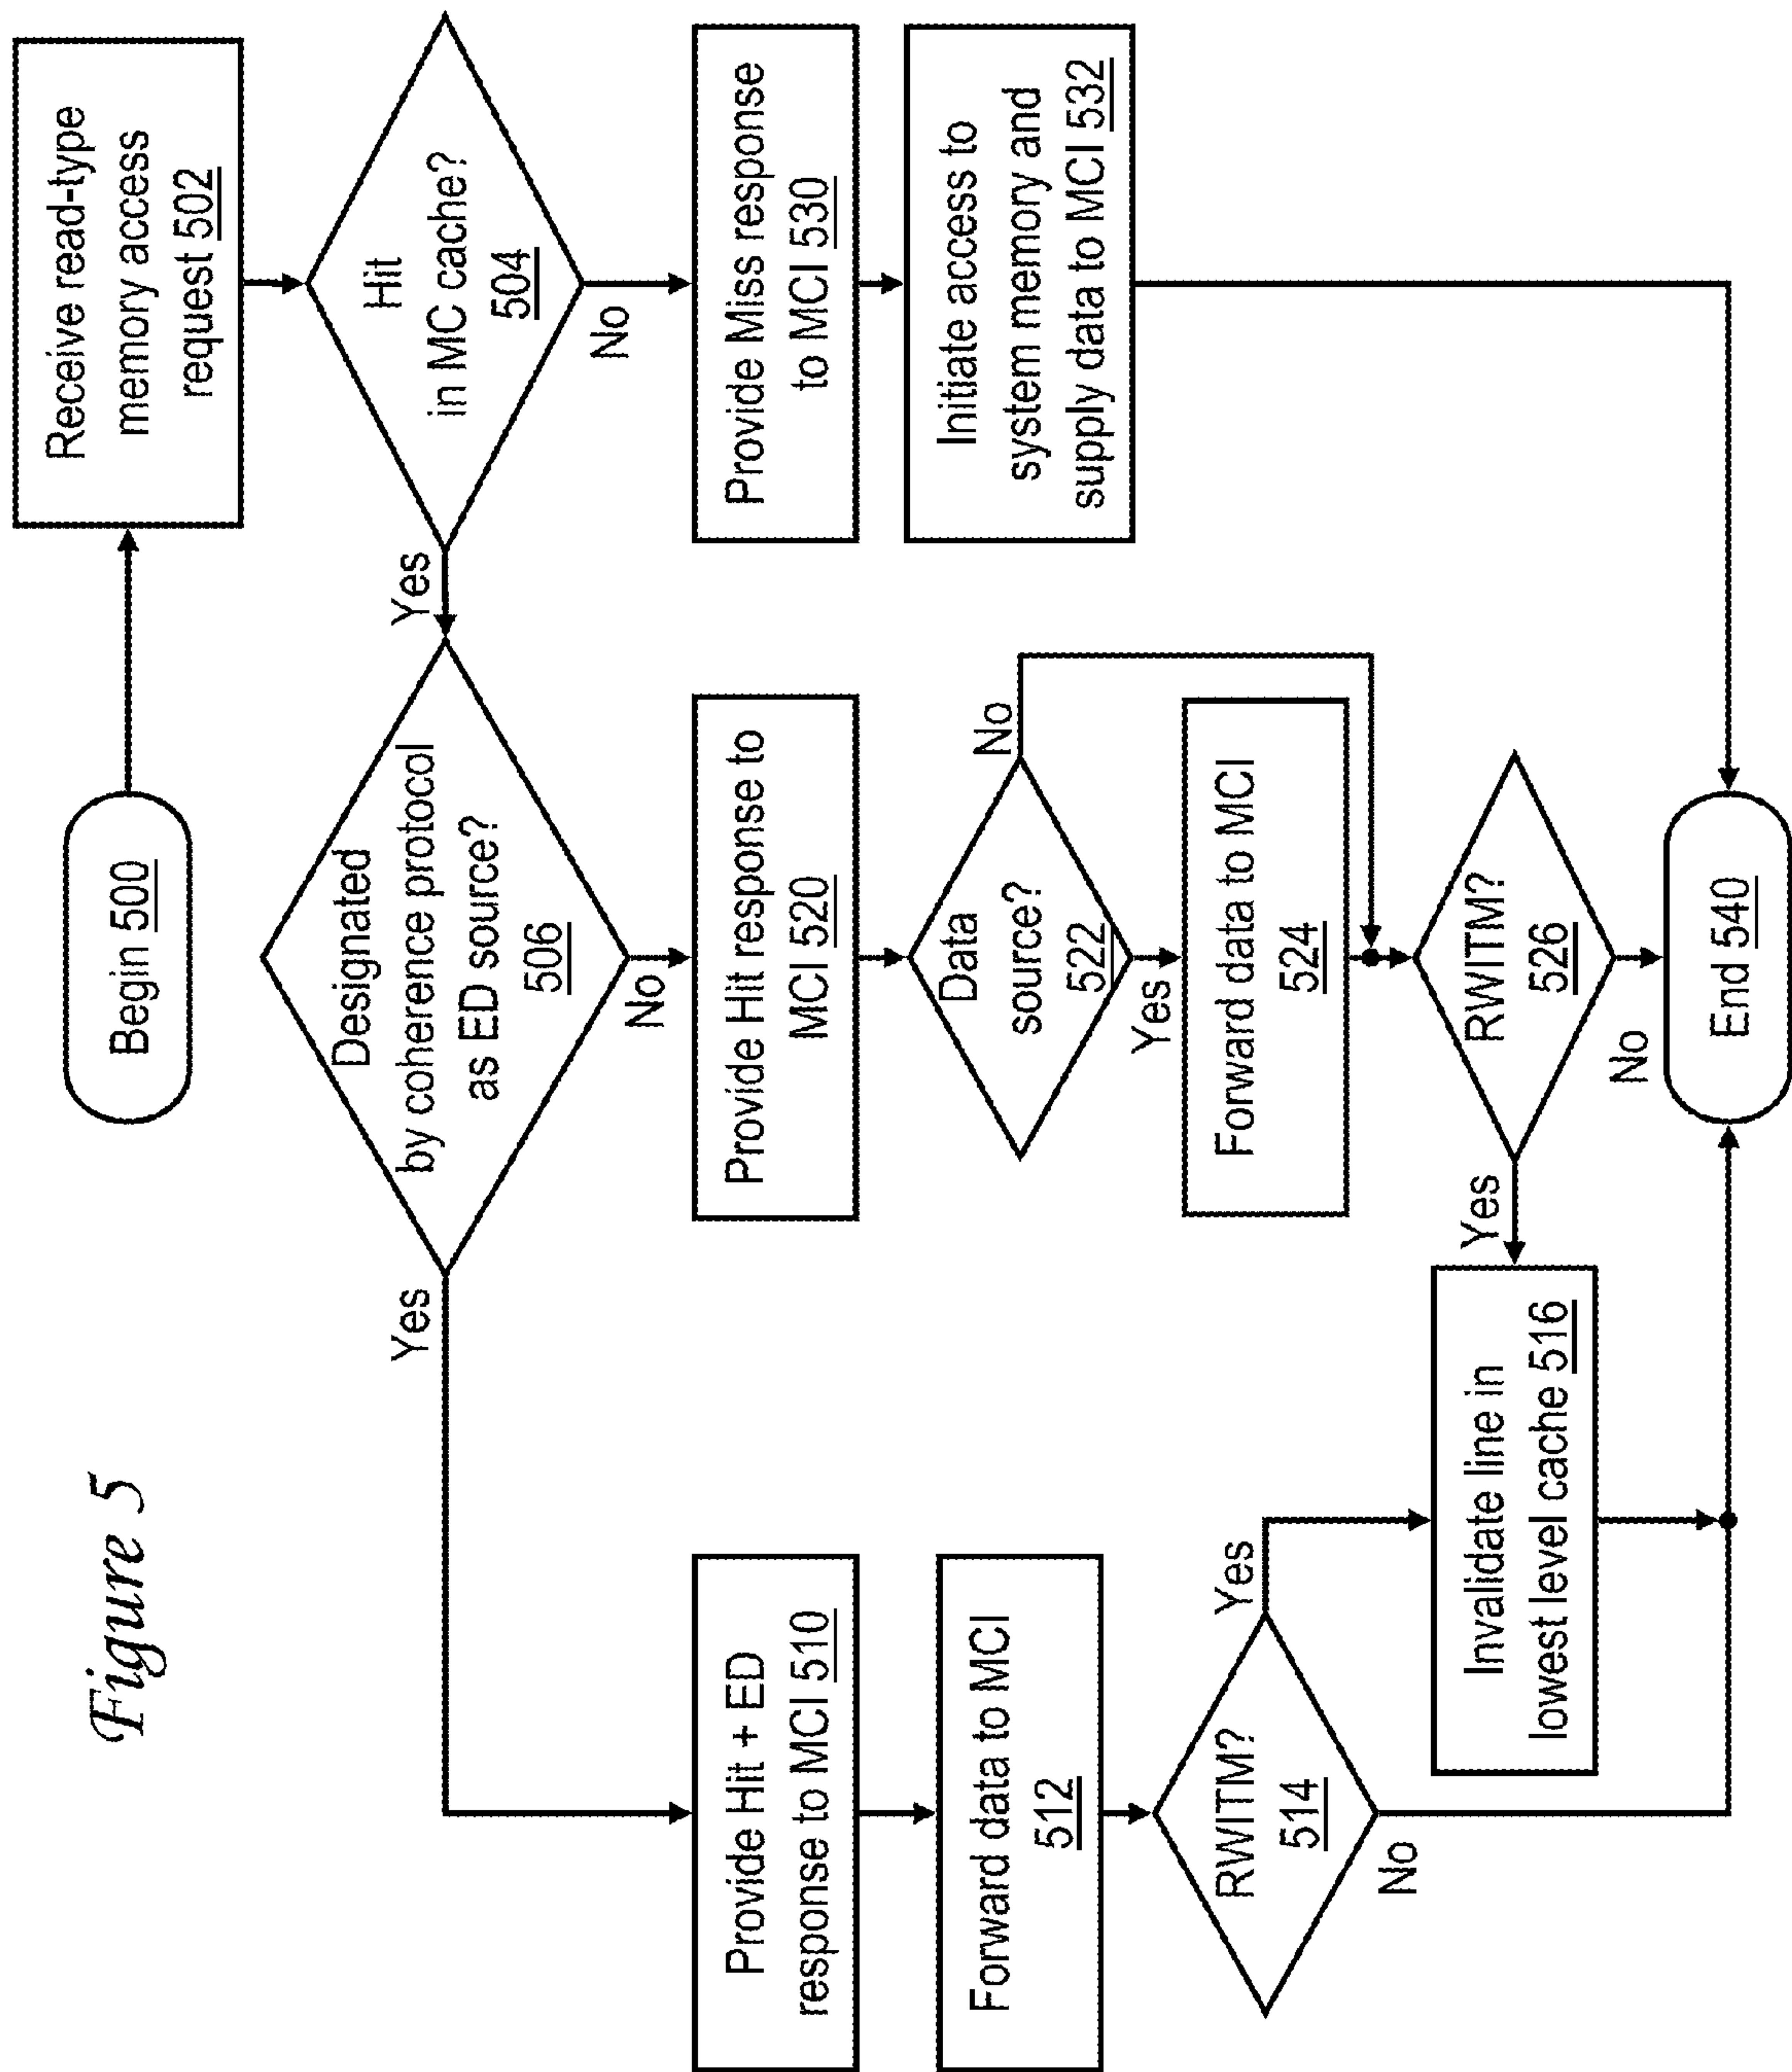 Figure 5
Begin 500
Receive read-type
memory access
request 502
Hit
in MC cache?
504
Yes
No
Designated
by coherence protocol
as ED source?
506
Yes
No
Provide Hit + ED
response to MCI 510
Forward data to MCI
512
RWITM?
514
Yes
No
Invalidate line in
lowest level cache 516
Provide Hit response to
MCI 520
Data
source?
522
No
Yes
Forward data to MCI
524
RWITM?
526
Yes
No
Provide Miss response
to MCI 530
Initiate access to
system memory and
supply data to MCI 532
End 540